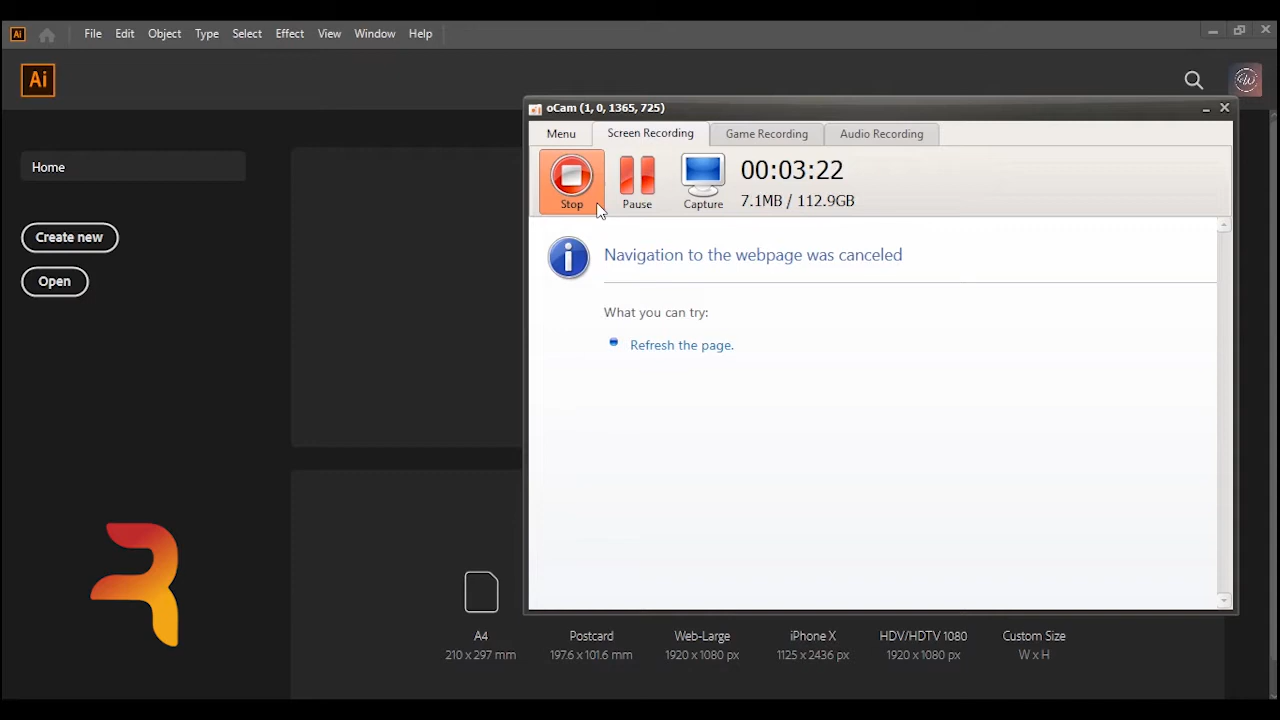 Ai
File Edit Object Type Select Effect View Window Help
Ai
oCam (1, 0, 1365, 725)
Menu Screen Recording Game Recording Audio Recording
Home
Stop Pause Capture
00:03:22
7.1MB / 112.9GB
Create new
Open
Navigation to the webpage was canceled
What you can try:
Refresh the page.
A4 Postcard Web-Large iPhone X HDV/HDTV 1080 Custom Size
210 x 297 mm 197.6 x 101.6 mm 1920 x 1080 px 1125 x 2436 px 1920 x 1080 px W x H